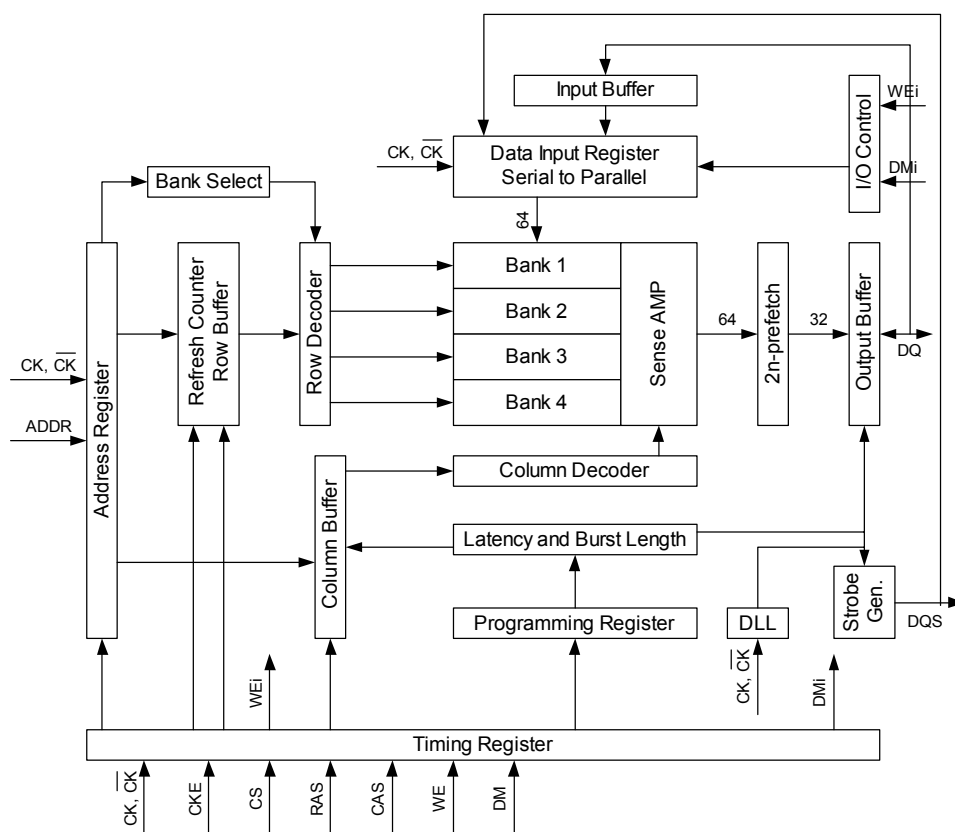 Input Buffer
WEi
I/O Control
DMi
CK, CK
Data Input Register
Serial to Parallel
Bank Select
64
Address Register
Refresh Counter
Row Buffer
Row Decoder
Bank 1
Bank 2
Bank 3
Bank 4
Sense AMP
64
2n-prefetch
32
Output Buffer
DQ
CK, CK
ADDR
Column Buffer
Column Decoder
Latency and Burst Length
Programming Register
DLL
Strobe
Gen.
DQS
CK, CK
WEi
DMi
Timing Register
CK, CK
CKE
CS
RAS
CAS
WE
DM